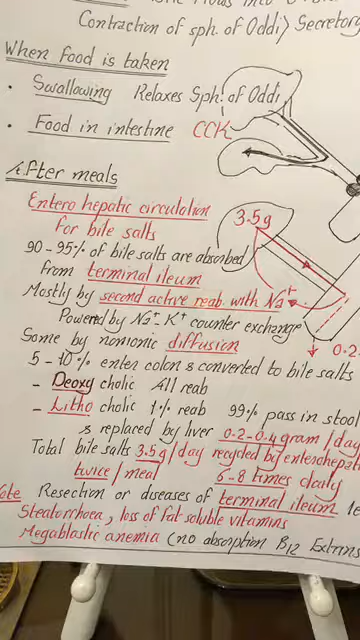 Contraction of sph. of Oddi) Secretory
When food is taken
• Swallowing Relaxes Sph. of Oddi
• Food in intestine CCK
After meals
Entero hepatic circulation
for bile salts
3.5g
90-95% of bile salts are absorbed
from terminal ileum
Mostly by second active reab with Na+
Powered by Na+- K+ counter exchange
Some by nonionic diffusion
0.2
5-10% enter colon & converted to bile salts
- Deoxy cholic All reab
- Litho cholic 1% reab 99% pass in stool
& replaced by liver 0.2-0.4 gram/day
Total bile salts 3.5g/day recycled by enterohepa
twice/meal 6-8 times daily
Note Resection or diseases of terminal ileum le
Steatorrhoea, loss of fat soluble vitamins
Megablastic anemia (no absorption B12 Extrins